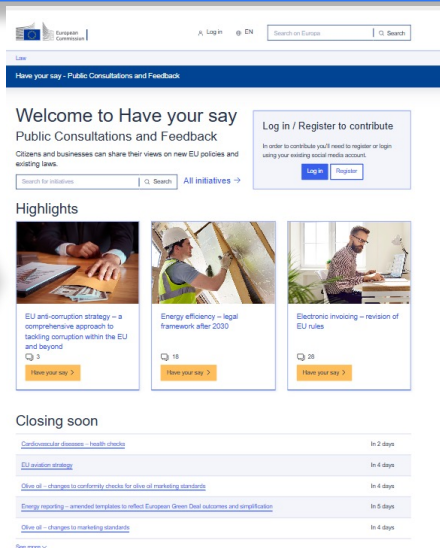 European
Commission
Log in
EN
Search on Europa
Search
Law
Have your say - Public Consultations and Feedback
Welcome to Have your say
Public Consultations and Feedback
Citizens and businesses can share their views on new EU policies and
existing laws.
Search for initiatives
Search
All initiatives →
Log in / Register to contribute
In order to contribute you'll need to register or login
using your existing social media account.
Log in
Register
Highlights
EU anti-corruption strategy – a
comprehensive approach to
tackling corruption within the EU
and beyond
3
Have your say >
Energy efficiency – legal
framework after 2030
18
Have your say >
Electronic invoicing – revision of
EU rules
28
Have your say >
Closing soon
Cardiovascular diseases – health checks
In 2 days
EU aviation strategy
In 4 days
Olive oil – changes to conformity checks for olive oil marketing standards
In 4 days
Energy reporting – amended templates to reflect European Green Deal outcomes and simplification
In 5 days
Olive oil – changes to marketing standards
In 4 days
See more